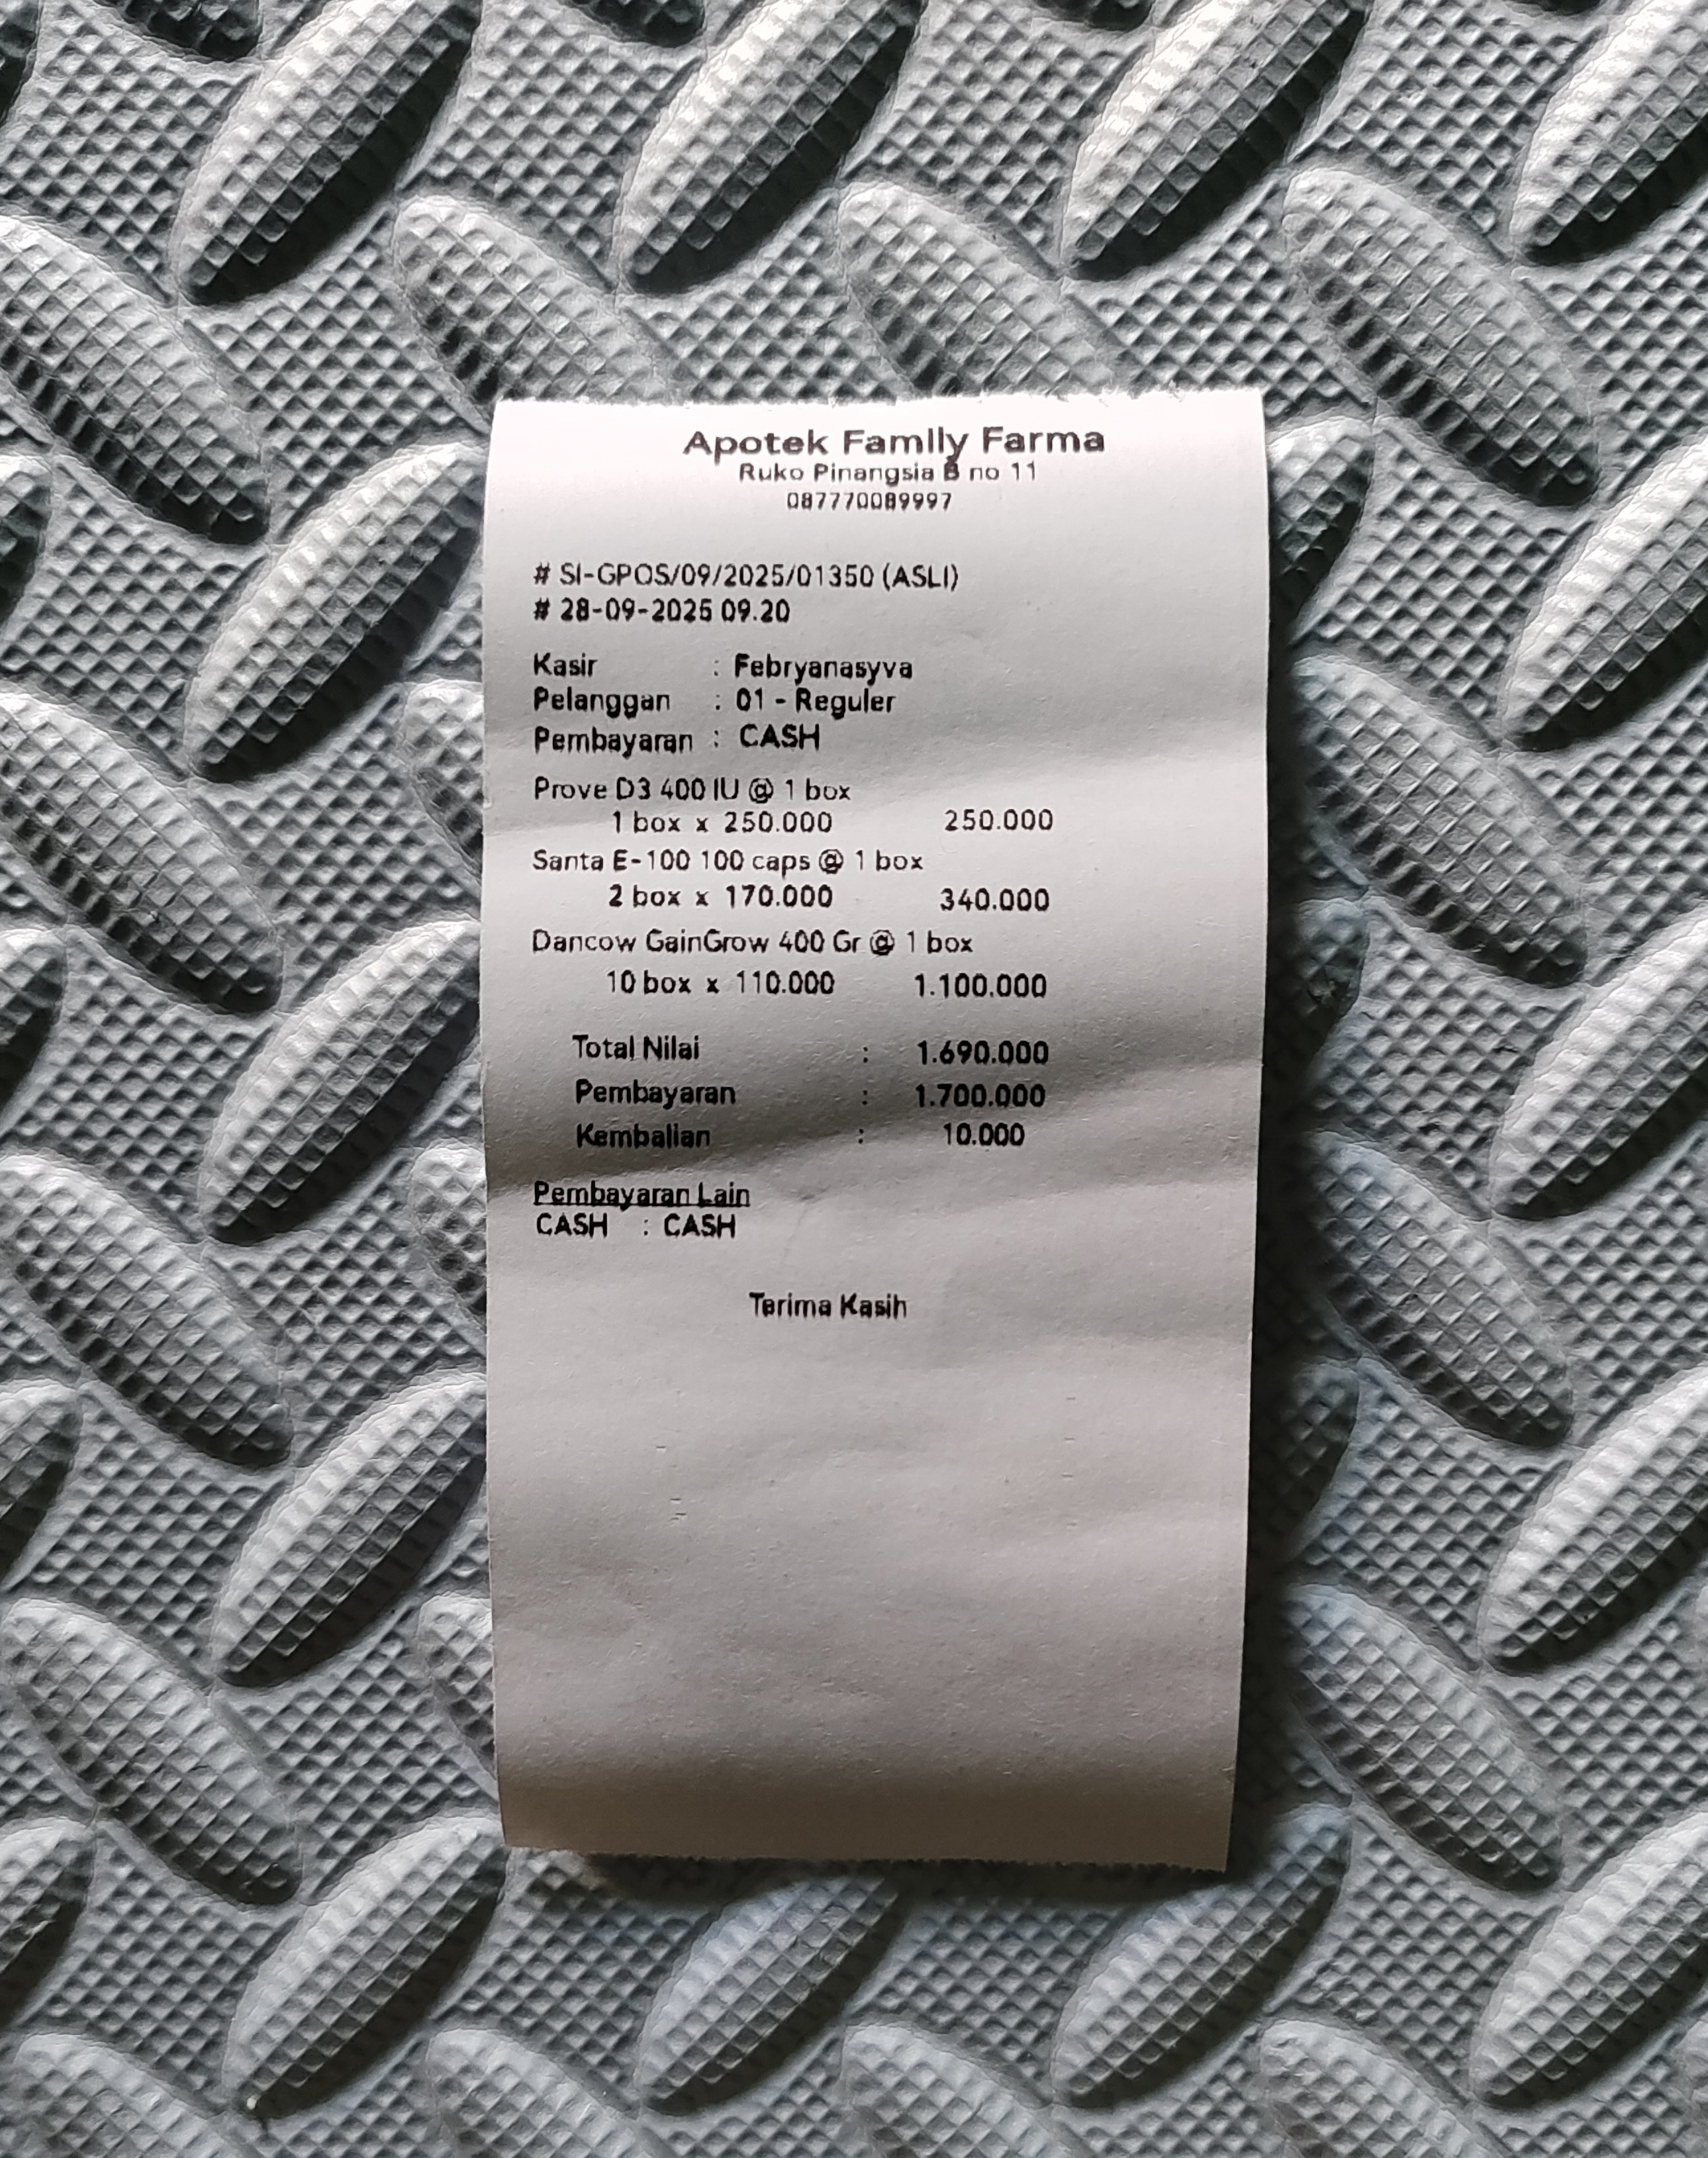 Apotek Family Farma
Ruko Pinangsia B no 11
087770089997
# SI-GPOS/09/2025/01350 (ASLI)
# 28-09-2025 09.20
Kasir : Febryanasyva
Pelanggan : 01 - Reguler
Pembayaran : CASH
Prove D3 400 IU @ 1 box
1 box x 250.000 250.000
Santa E-100 100 caps @ 1 box
2 box x 170.000 340.000
Dancow GainGrow 400 Gr @ 1 box
10 box x 110.000 1.100.000
Total Nilai : 1.690.000
Pembayaran : 1.700.000
Kembalian : 10.000
Pembayaran Lain
CASH : CASH
Terima Kasih